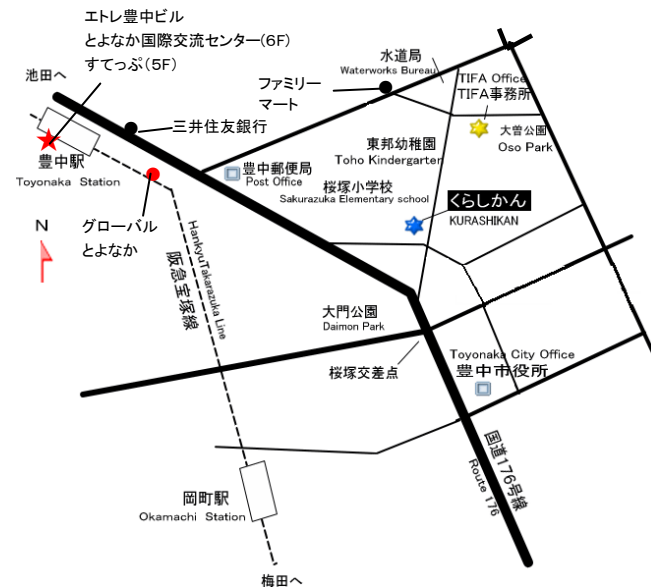 エトレ豊中ビル
とよなか国際交流センター(6F)
すてっぷ(5F)
池田へ
水道局
Waterworks Bureau
ファミリー
マート
TIFA Office
TIFA事務所
三井住友銀行
大曽公園
Oso Park
東邦幼稚園
Toho Kindergarter
豊中駅
Toyonaka Station
豊中郵便局
Post Office
桜塚小学校
Sakurazuka Elementary school
くらしかん
KURASHIKAN
グローバル
とよなか
N
HankyuTakarazuka Line
阪急宝塚線
大門公園
Daimon Park
桜塚交差点
Toyonaka City Office
豊中市役所
国道176号線
Route 176
岡町駅
Okamachi Station
梅田へ